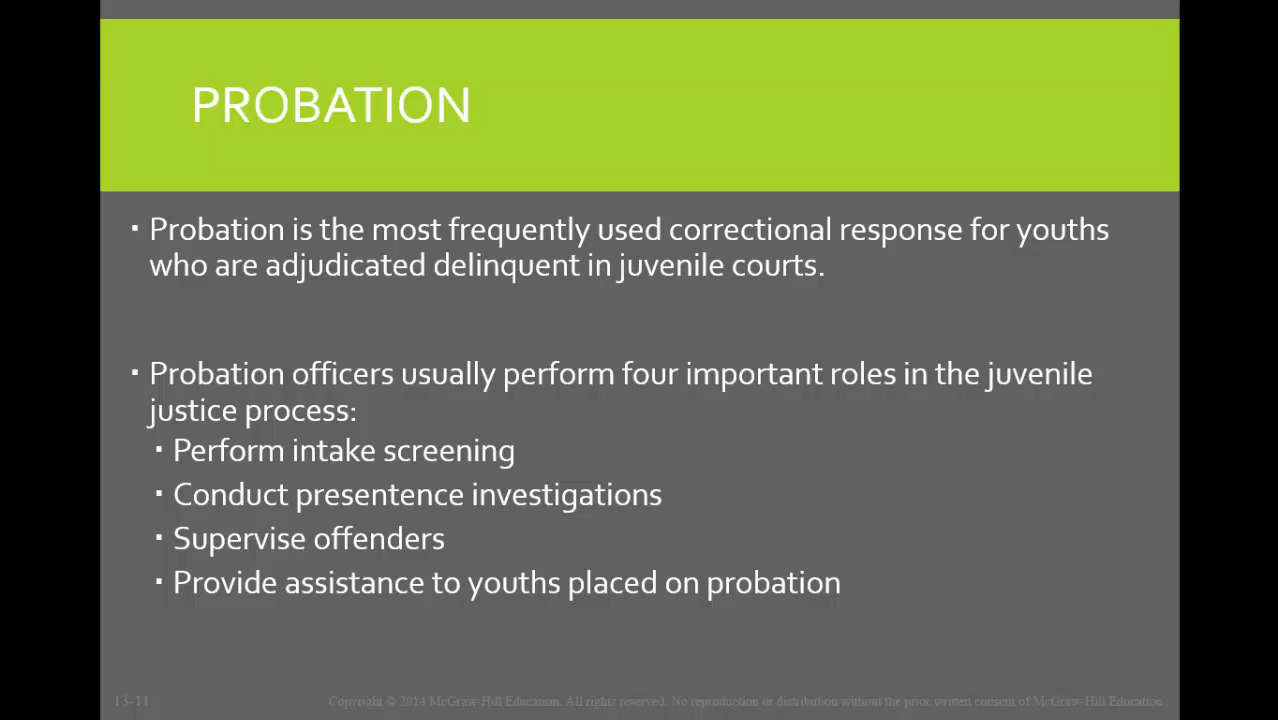 PROBATION
▪ Probation is the most frequently used correctional response for youths
who are adjudicated delinquent in juvenile courts.
▪ Probation officers usually perform four important roles in the juvenile
justice process:
▪ Perform intake screening
▪ Conduct presentence investigations
▪ Supervise offenders
▪ Provide assistance to youths placed on probation
13-11
Copyright © 2014 McGraw-Hill Education. All rights reserved. No reproduction or distribution without the prior written consent of McGraw-Hill Education.